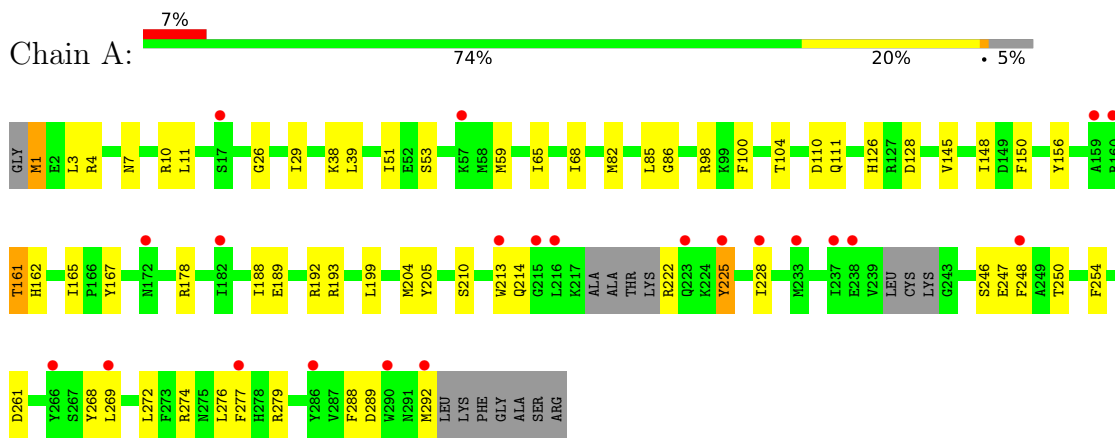 7%
Chain A:
74% 20% • 5%
GLY M1 E2 L3 R4 N7 R10 L11 S17 G26 I29 K38 L39 I51 E52 S53 K57 M58 M59 I65 I68 M82 L85 G86 R98 K99 F100 T104 D110 Q111 H126 R127 D128 V145 I148 D149 F150 Y156 A159
T161 H162 I165 P166 Y167 N172 R178 I182 I188 E189 R192 R193 L199 M204 Y205 S210 W213 Q214 G215 L216 K217 ALA ALA THR LYS R222 Q223 K224 Y225 I228 M233 I237 E238 V239 LEU CYS LYS G243 S246 E247 F248 A249 T250 F254
D261 Y266 S267 Y268 L269 L272 F273 R274 N275 L276 F277 H278 R279 Y286 V287 F288 D289 W290 N291 M292 LEU LYS PHE GLY ALA SER ARG